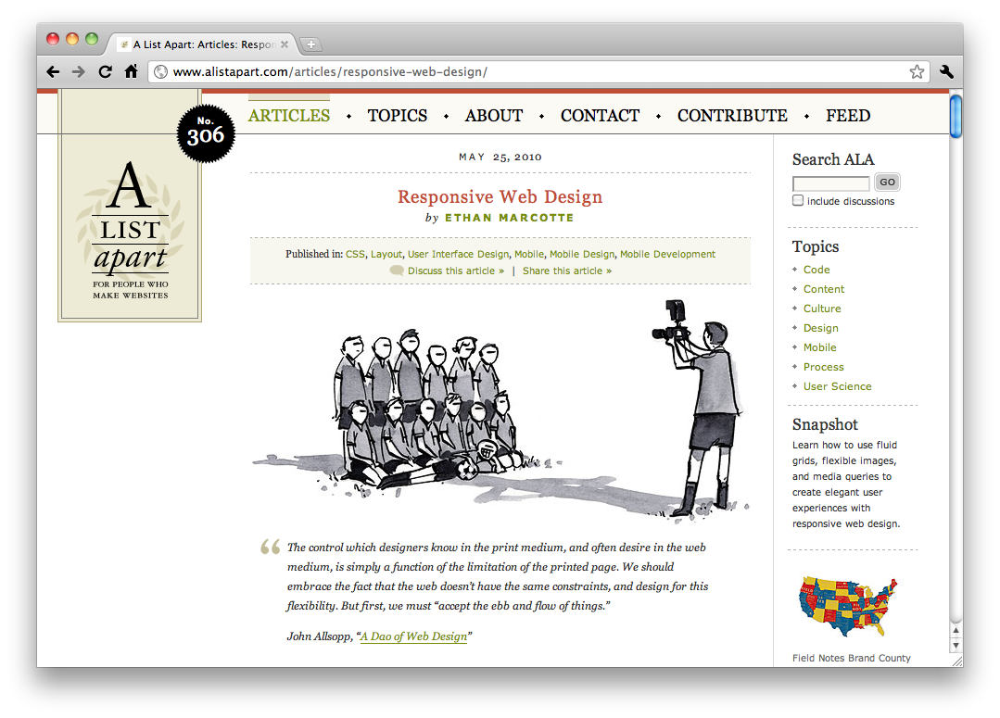 A List Apart: Articles: Respon
www.alistapart.com/articles/responsive-web-design/
No.
306
A
LIST
apart
FOR PEOPLE WHO
MAKE WEBSITES
ARTICLES • TOPICS • ABOUT • CONTACT • CONTRIBUTE • FEED
MAY 25, 2010
Responsive Web Design
by ETHAN MARCOTTE
Published in: CSS, Layout, User Interface Design, Mobile, Mobile Design, Mobile Development
Discuss this article » | Share this article »
“ The control which designers know in the print medium, and often desire in the web
medium, is simply a function of the limitation of the printed page. We should
embrace the fact that the web doesn’t have the same constraints, and design for this
flexibility. But first, we must “accept the ebb and flow of things.”
John Allsopp, “A Dao of Web Design”
Search ALA
GO
include discussions
Topics
Code
Content
Culture
Design
Mobile
Process
User Science
Snapshot
Learn how to use fluid
grids, flexible images,
and media queries to
create elegant user
experiences with
responsive web design.
Field Notes Brand County